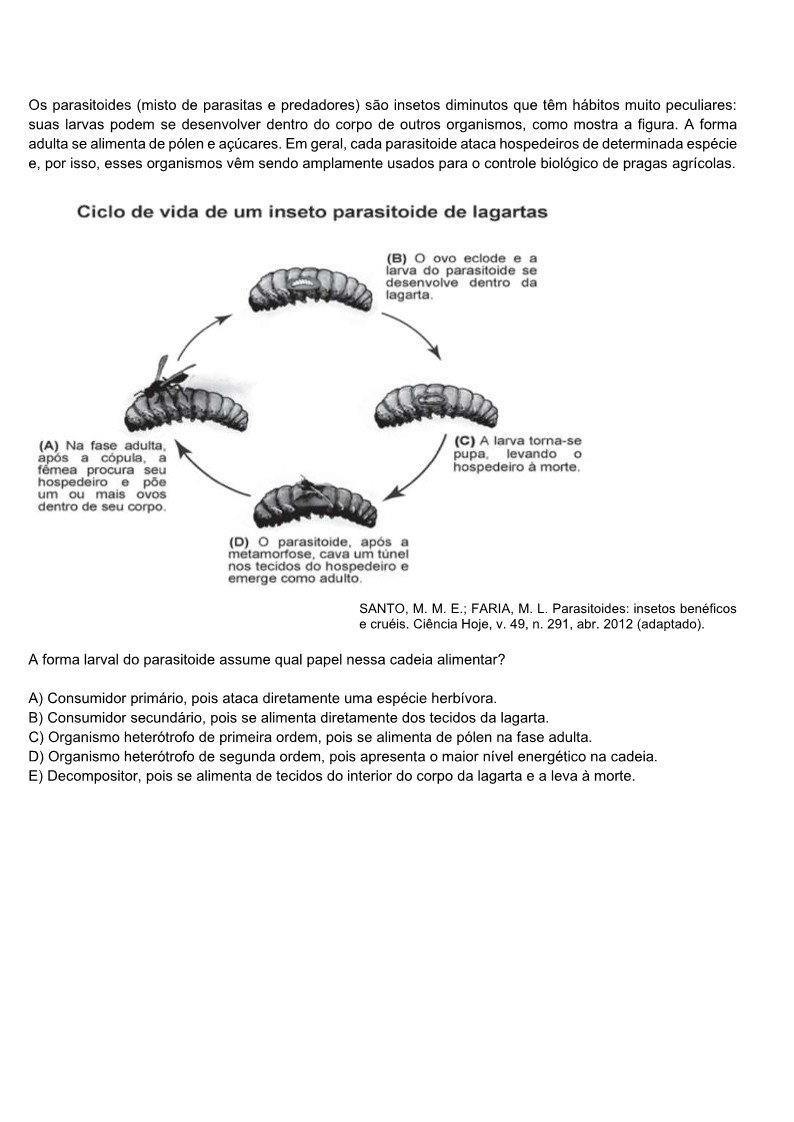 Os parasitoides (misto de parasitas e predadores) são insetos diminutos que têm hábitos muito peculiares:
suas larvas podem se desenvolver dentro do corpo de outros organismos, como mostra a figura. A forma
adulta se alimenta de pólen e açúcares. Em geral, cada parasitoide ataca hospedeiros de determinada espécie
e, por isso, esses organismos vêm sendo amplamente usados para o controle biológico de pragas agrícolas.
Ciclo de vida de um inseto parasitoide de lagartas
(B) O ovo eclode e a
larva do parasitoide se
desenvolve dentro da
lagarta.
(A) Na fase adulta,
após a cópula, a
fêmea procura seu
hospedeiro e põe
um ou mais ovos
dentro de seu corpo.
(C) A larva torna-se
pupa, levando o
hospedeiro à morte.
(D) O parasitoide, após a
metamorfose, cava um túnel
nos tecidos do hospedeiro e
emerge como adulto.
SANTO, M. M. E.; FARIA, M. L. Parasitoides: insetos benéficos
e cruéis. Ciência Hoje, v. 49, n. 291, abr. 2012 (adaptado).
A forma larval do parasitoide assume qual papel nessa cadeia alimentar?
A) Consumidor primário, pois ataca diretamente uma espécie herbívora.
B) Consumidor secundário, pois se alimenta diretamente dos tecidos da lagarta.
C) Organismo heterótrofo de primeira ordem, pois se alimenta de pólen na fase adulta.
D) Organismo heterótrofo de segunda ordem, pois apresenta o maior nível energético na cadeia.
E) Decompositor, pois se alimenta de tecidos do interior do corpo da lagarta e a leva à morte.